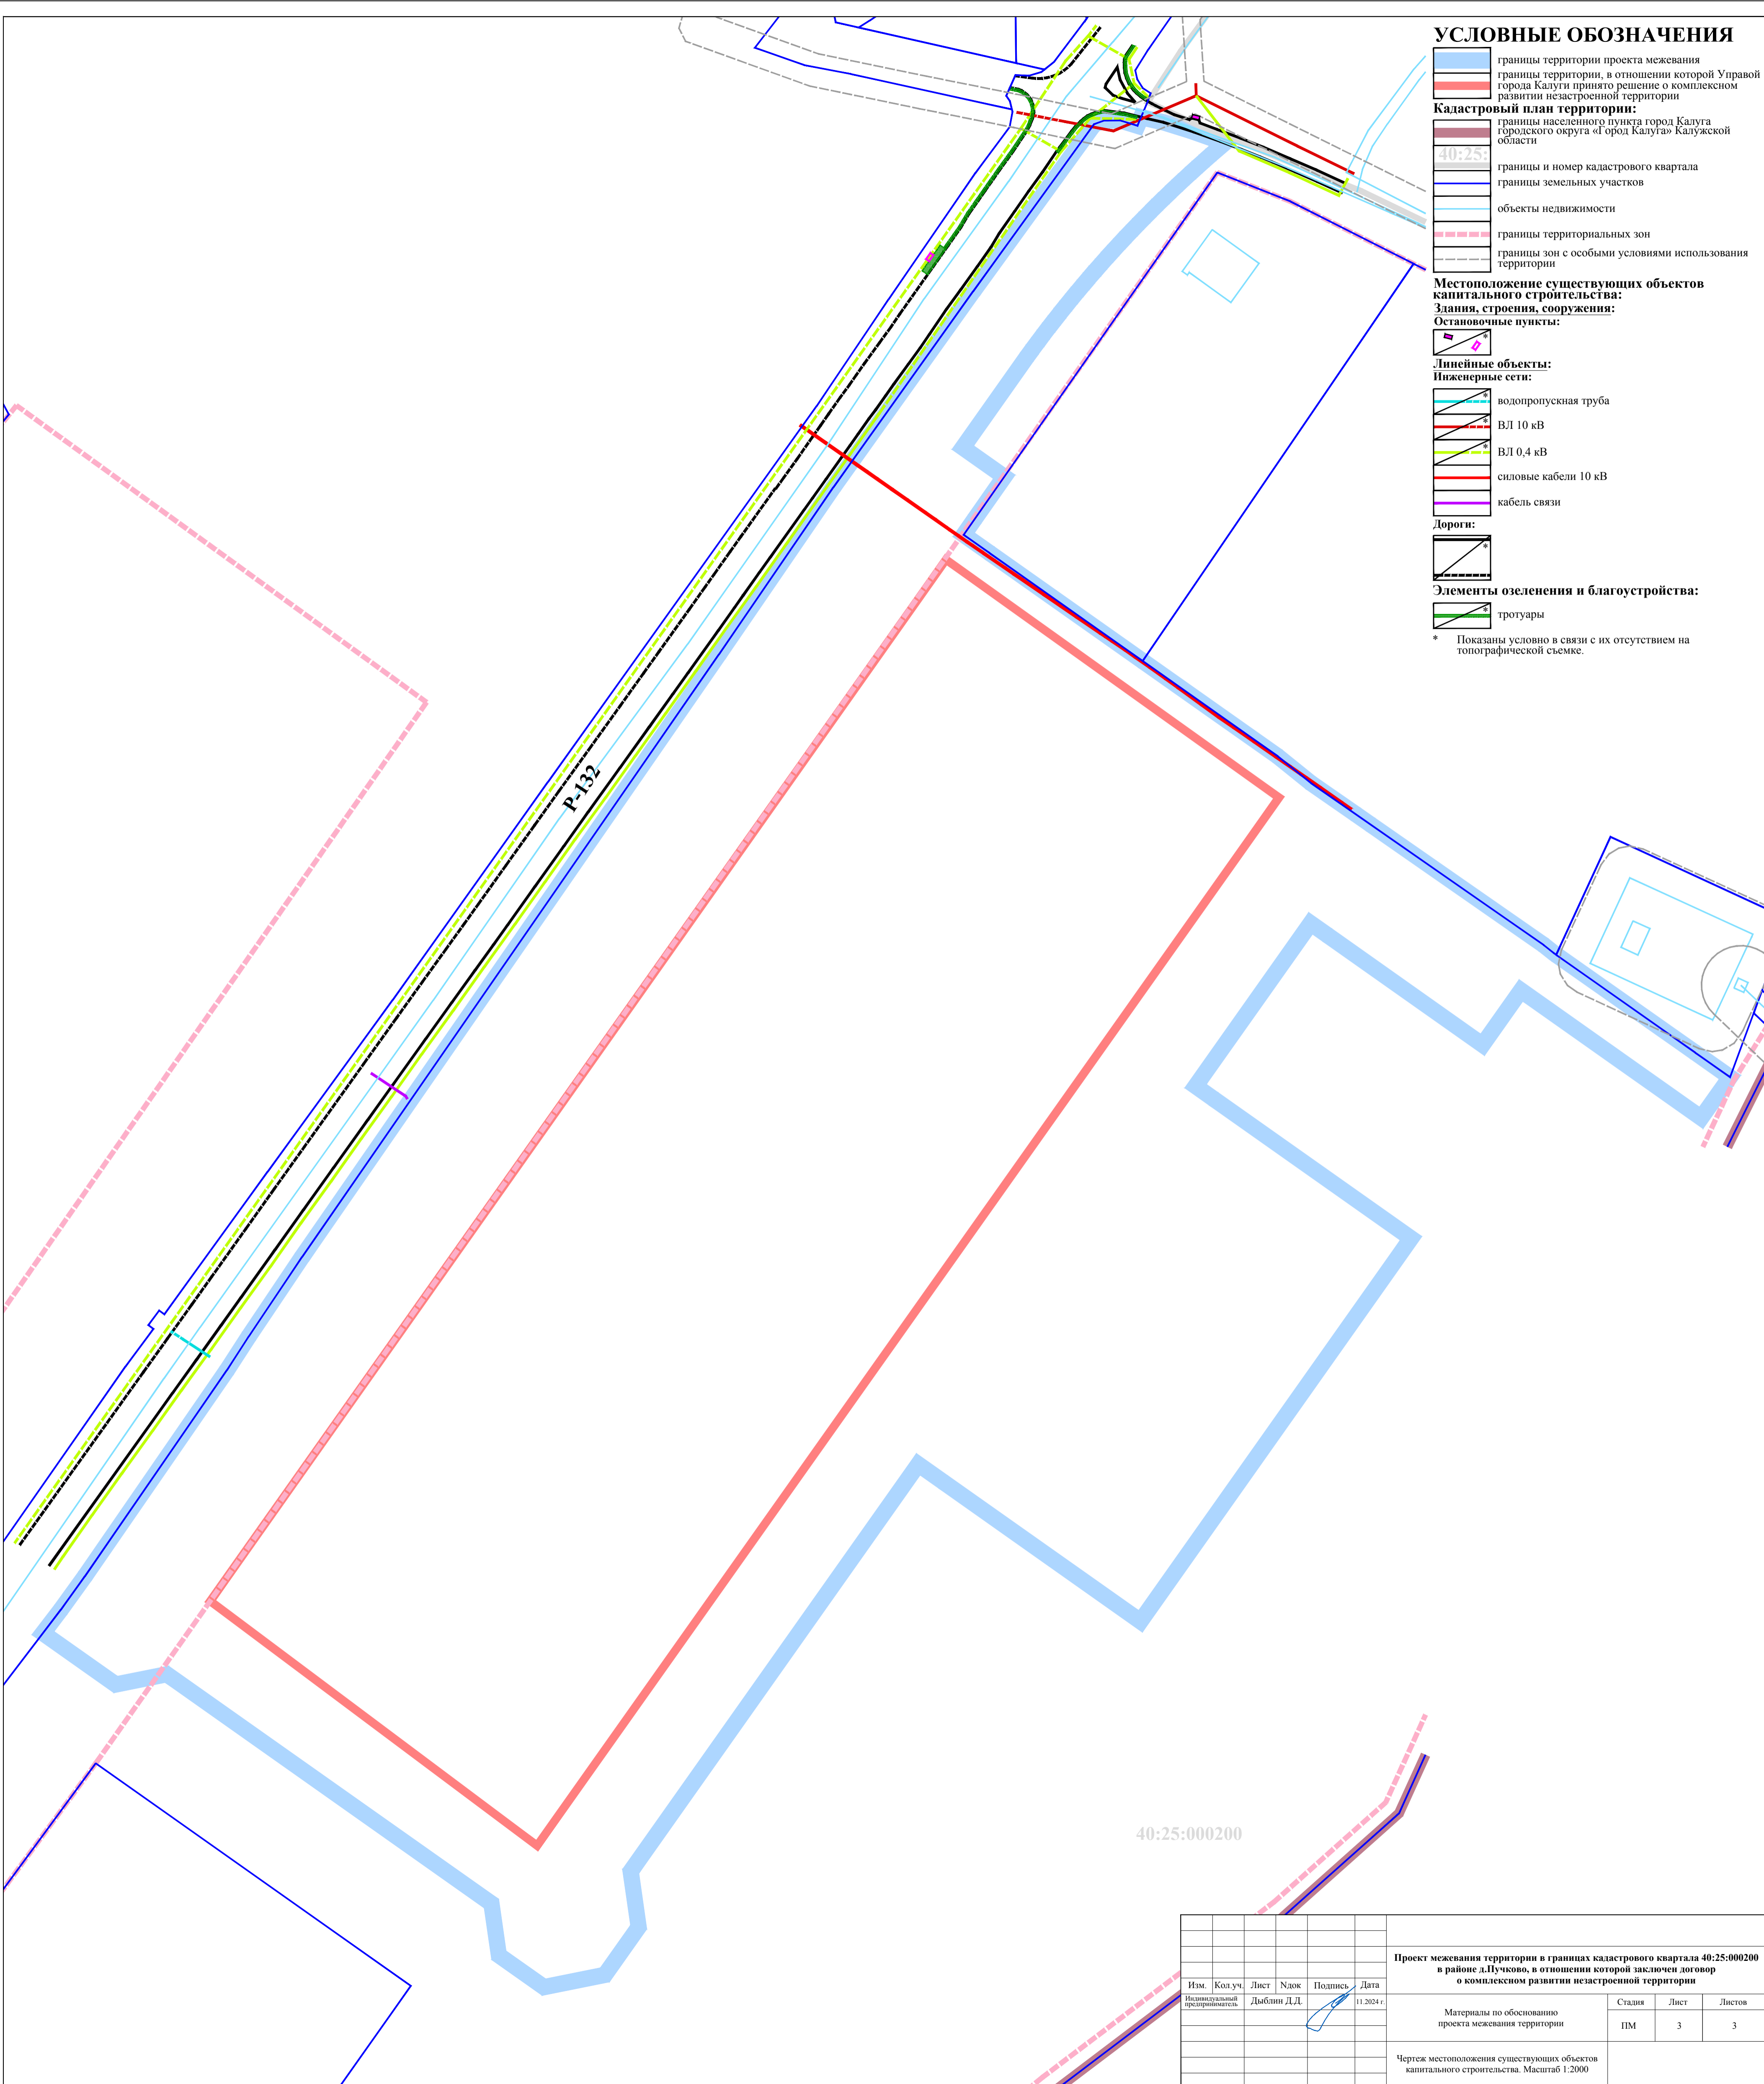 УСЛОВНЫЕ ОБОЗНАЧЕНИЯ
границы территории проекта межевания
границы территории, в отношении которой Управой
города Калуги принято решение о комплексном
развитии незастроенной территории
Кадастровый план территории:
границы населенного пункта город Калуга
городского округа «Город Калуга» Калужской
области
40:25:
границы и номер кадастрового квартала
границы земельных участков
объекты недвижимости
границы территориальных зон
границы зон с особыми условиями использования
территории
Местоположение существующих объектов
капитального строительства:
Здания, строения, сооружения:
Остановочные пункты:
*
Линейные объекты:
Инженерные сети:
* водопропускная труба
* ВЛ 10 кВ
* ВЛ 0,4 кВ
силовые кабели 10 кВ
кабель связи
Дороги:
*
Элементы озеленения и благоустройства:
* тротуары
* Показаны условно в связи с их отсутствием на
топографической съемке.
Р-132
40:25:000200
Проект межевания территории в границах кадастрового квартала 40:25:000200
в районе д.Пучково, в отношении которой заключен договор
о комплексном развитии незастроенной территории
Изм. Кол.уч. Лист Nдок Подпись Дата
Индивидуальный
предприниматель
Дыблин Д.Д.
11.2024 г.
Материалы по обоснованию
проекта межевания территории
Стадия Лист Листов
ПМ 3 3
Чертеж местоположения существующих объектов
капитального строительства. Масштаб 1:2000